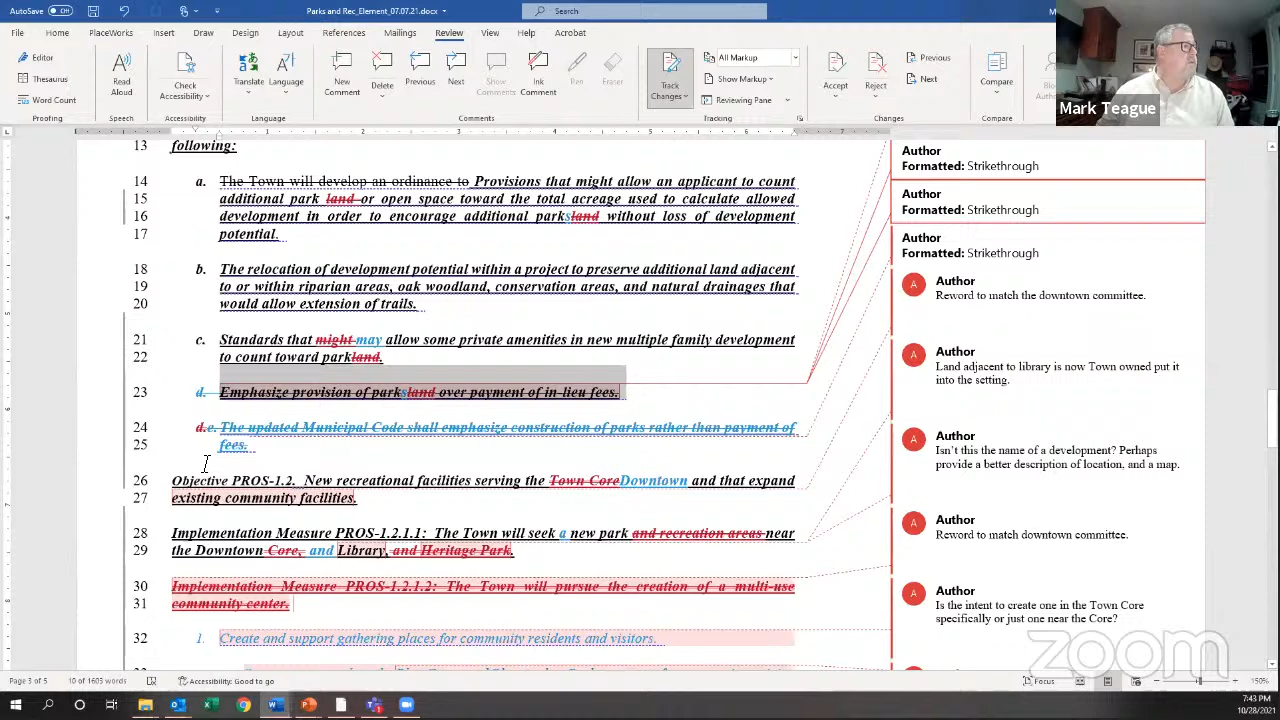 AutoSave Off Parks and Rec_Element_07.07.21.docx Search
File Home PlaceWorks Insert Draw Design Layout References Mailings Review Help Acrobat
Editor
Thesaurus
Word Count
Proofing
Read Aloud
Speech
Check Accessibility
Accessibility
Translate Language
Language
New Comment Delete Previous Next Show Comments Ink Comment Pen Eraser
Comments
Track Changes
All Markup
Show Markup
Reviewing Pane
Tracking
Accept Reject Previous Next
Changes
Compare
Compare
Mark Teague
13 following:
14 a. The Town will develop an ordinance to Provisions that might allow an applicant to count
15 additional park land or open space toward the total acreage used to calculate allowed
16 development in order to encourage additional parksland without loss of development
17 potential.
18 b. The relocation of development potential within a project to preserve additional land adjacent
19 to or within riparian areas, oak woodland, conservation areas, and natural drainages that
20 would allow extension of trails.
21 c. Standards that might may allow some private amenities in new multiple family development
22 to count toward parkland.
23 d. Emphasize provision of parksland over payment of in-lieu fees.
24 d.e. The updated Municipal Code shall emphasize construction of parks rather than payment of
25 fees.
26 Objective PROS-1.2. New recreational facilities serving the Town CoreDowntown and that expand
27 existing community facilities.
28 Implementation Measure PROS-1.2.1.1: The Town will seek a new park and recreation areas near
29 the Downtown Core, and Library, and Heritage Park.
30 Implementation Measure PROS-1.2.1.2: The Town will pursue the creation of a multi-use
31 community center.
32 1. Create and support gathering places for community residents and visitors.
Author
Formatted: Strikethrough
Author
Formatted: Strikethrough
Author
Formatted: Strikethrough
A Author
Reword to match the downtown committee.
A Author
Land adjacent to library is now Town owned put it
into the setting.
A Author
Isn't this the name of a development? Perhaps
provide a better description of location, and a map.
A Author
Reword to match downtown committee.
A Author
Is the intent to create one in the Town Core
specifically or just one near the Core?
zoom
Page 3 of 5 10 of 1603 words Accessibility: Good to go Focus 150%
7:43 PM
10/28/2021